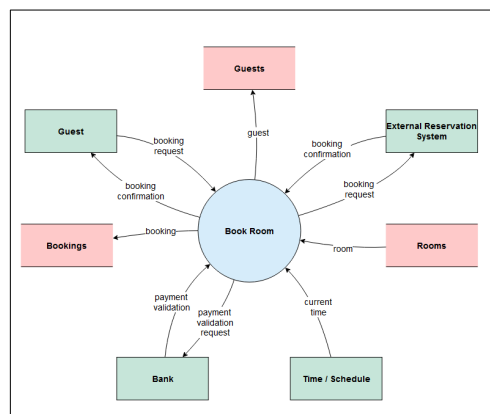 Guests
Guest
External Reservation
System
booking
request
guest
booking
confirmation
booking
confirmation
booking
request
Bookings
booking
Book Room
room
Rooms
payment
validation
payment
validation
request
current
time
Bank
Time / Schedule